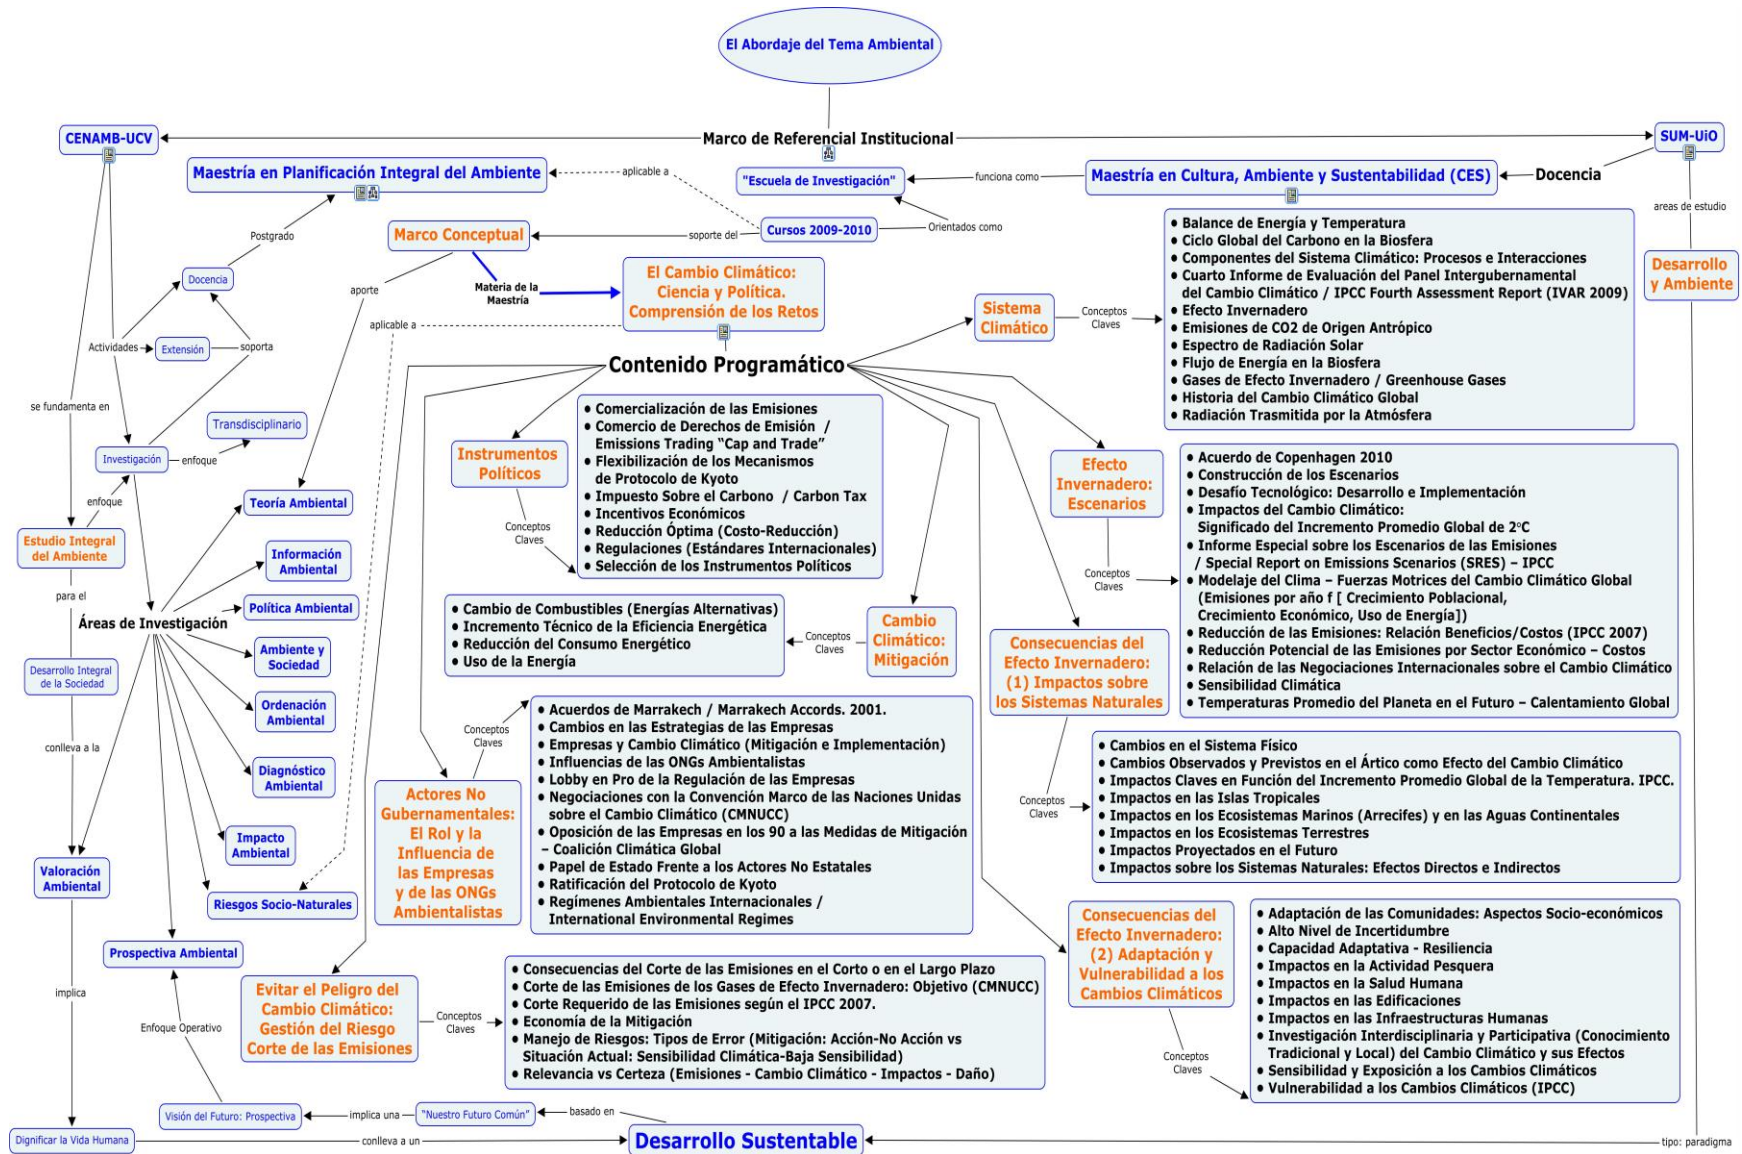 El Abordaje del Tema Ambiental
CENAMB-UCV
Marco de Referencial Institucional
SUM-UiO
Maestría en Planificación Integral del Ambiente
aplicable a
"Escuela de Investigación"
funciona como
Maestría en Cultura, Ambiente y Sustentabilidad (CES)
Docencia
areas de estudio
Postgrado
Marco Conceptual
soporte del
Cursos 2009-2010
Orientados como
Desarrollo
y Ambiente
Docencia
aporte
Materia de la
Maestría
El Cambio Climático:
Ciencia y Política.
Comprensión de los Retos
aplicable a
Actividades
Extensión
soporta
Sistema
Climático
Conceptos
Claves
• Balance de Energía y Temperatura
• Ciclo Global del Carbono en la Biosfera
• Componentes del Sistema Climático: Procesos e Interacciones
• Cuarto Informe de Evaluación del Panel Intergubernamental
del Cambio Climático / IPCC Fourth Assessment Report (IVAR 2009)
• Efecto Invernadero
• Emisiones de CO2 de Origen Antrópico
• Espectro de Radiación Solar
• Flujo de Energía en la Biosfera
• Gases de Efecto Invernadero / Greenhouse Gases
• Historia del Cambio Climático Global
• Radiación Trasmitida por la Atmósfera
Contenido Programático
se fundamenta en
Transdisciplinario
Investigación
enfoque
enfoque
Estudio Integral
del Ambiente
para el
Desarrollo Integral
de la Sociedad
conlleva a la
Valoración
Ambiental
implica
Dignificar la Vida Humana
Áreas de Investigación
Teoría Ambiental
Información
Ambiental
Política Ambiental
Ambiente y
Sociedad
Ordenación
Ambiental
Diagnóstico
Ambiental
Impacto
Ambiental
Riesgos Socio-Naturales
Prospectiva Ambiental
Enfoque Operativo
Instrumentos
Políticos
Conceptos
Claves
• Comercialización de las Emisiones
• Comercio de Derechos de Emisión /
Emissions Trading “Cap and Trade”
• Flexibilización de los Mecanismos
de Protocolo de Kyoto
• Impuesto Sobre el Carbono / Carbon Tax
• Incentivos Económicos
• Reducción Óptima (Costo-Reducción)
• Regulaciones (Estándares Internacionales)
• Selección de los Instrumentos Políticos
• Cambio de Combustibles (Energías Alternativas)
• Incremento Técnico de la Eficiencia Energética
• Reducción del Consumo Energético
• Uso de la Energía
Conceptos
Claves
Cambio
Climático:
Mitigación
Efecto
Invernadero:
Escenarios
Conceptos
Claves
• Acuerdo de Copenhagen 2010
• Construcción de los Escenarios
• Desafío Tecnológico: Desarrollo e Implementación
• Impactos del Cambio Climático:
Significado del Incremento Promedio Global de 2°C
• Informe Especial sobre los Escenarios de las Emisiones
/ Special Report on Emissions Scenarios (SRES) – IPCC
• Modelaje del Clima – Fuerzas Motrices del Cambio Climático Global
(Emisiones por año f [ Crecimiento Poblacional,
Crecimiento Económico, Uso de Energía])
• Reducción de las Emisiones: Relación Beneficios/Costos (IPCC 2007)
• Reducción Potencial de las Emisiones por Sector Económico – Costos
• Relación de las Negociaciones Internacionales sobre el Cambio Climático
• Sensibilidad Climática
• Temperaturas Promedio del Planeta en el Futuro – Calentamiento Global
Consecuencias del
Efecto Invernadero:
(1) Impactos sobre
los Sistemas Naturales
Conceptos
Claves
• Cambios en el Sistema Físico
• Cambios Observados y Previstos en el Ártico como Efecto del Cambio Climático
• Impactos Claves en Función del Incremento Promedio Global de la Temperatura. IPCC.
• Impactos en las Islas Tropicales
• Impactos en los Ecosistemas Marinos (Arrecifes) y en las Aguas Continentales
• Impactos en los Ecosistemas Terrestres
• Impactos Proyectados en el Futuro
• Impactos sobre los Sistemas Naturales: Efectos Directos e Indirectos
Actores No
Gubernamentales:
El Rol y la
Influencia de
las Empresas
y de las ONGs
Ambientalistas
Conceptos
Claves
• Acuerdos de Marrakech / Marrakech Accords. 2001.
• Cambios en las Estrategias de las Empresas
• Empresas y Cambio Climático (Mitigación e Implementación)
• Influencias de las ONGs Ambientalistas
• Lobby en Pro de la Regulación de las Empresas
• Negociaciones con la Convención Marco de las Naciones Unidas
sobre el Cambio Climático (CMNUCC)
• Oposición de las Empresas en los 90 a las Medidas de Mitigación
– Coalición Climática Global
• Papel de Estado Frente a los Actores No Estatales
• Ratificación del Protocolo de Kyoto
• Regímenes Ambientales Internacionales /
International Environmental Regimes
Consecuencias del
Efecto Invernadero:
(2) Adaptación y
Vulnerabilidad a los
Cambios Climáticos
Conceptos
Claves
• Adaptación de las Comunidades: Aspectos Socio-económicos
• Alto Nivel de Incertidumbre
• Capacidad Adaptativa - Resiliencia
• Impactos en la Actividad Pesquera
• Impactos en la Salud Humana
• Impactos en las Edificaciones
• Impactos en las Infraestructuras Humanas
• Investigación Interdisciplinaria y Participativa (Conocimiento
Tradicional y Local) del Cambio Climático y sus Efectos
• Sensibilidad y Exposición a los Cambios Climáticos
• Vulnerabilidad a los Cambios Climáticos (IPCC)
Evitar el Peligro del
Cambio Climático:
Gestión del Riesgo
Corte de las Emisiones
Conceptos
Claves
• Consecuencias del Corte de las Emisiones en el Corto o en el Largo Plazo
• Corte de las Emisiones de los Gases de Efecto Invernadero: Objetivo (CMNUCC)
• Corte Requerido de las Emisiones según el IPCC 2007.
• Economía de la Mitigación
• Manejo de Riesgos: Tipos de Error (Mitigación: Acción-No Acción vs
Situación Actual: Sensibilidad Climática-Baja Sensibilidad)
• Relevancia vs Certeza (Emisiones - Cambio Climático - Impactos - Daño)
Visión del Futuro: Prospectiva
implica una
“Nuestro Futuro Común”
basado en
conlleva a un
Desarrollo Sustentable
tipo: paradigma